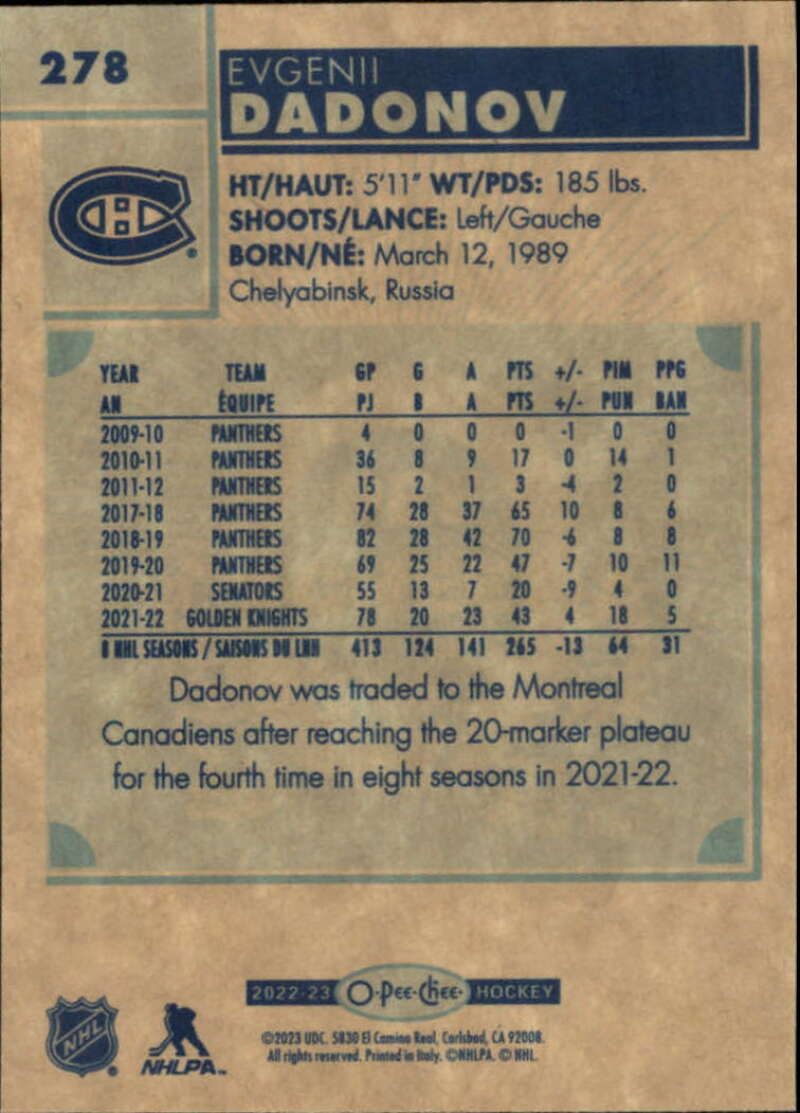 278
EVGENII
DADONOV
HT/HAUT: 5'11" WT/PDS: 185 lbs.
SHOOTS/LANCE: Left/Gauche
BORN/NÉ: March 12, 1989
Chelyabinsk, Russia
YEAR TEAM GP G A PTS +/- PIM PPG
AN ÉQUIPE PJ B A PTS +/- PUN BAN
2009-10 PANTHERS 4 0 0 0 -1 0 0
2010-11 PANTHERS 36 8 9 17 0 14 1
2011-12 PANTHERS 15 2 1 3 -4 2 0
2017-18 PANTHERS 74 28 37 65 10 8 6
2018-19 PANTHERS 82 28 42 70 -6 8 8
2019-20 PANTHERS 69 25 22 47 -7 10 11
2020-21 SENATORS 55 13 7 20 -9 4 0
2021-22 GOLDEN KNIGHTS 78 20 23 43 4 18 5
8 NHL SEASONS / SAISONS DU LNH 413 124 141 265 -13 64 31
Dadonov was traded to the Montreal
Canadiens after reaching the 20-marker plateau
for the fourth time in eight seasons in 2021-22.
2022-23 O-Pee-Chee HOCKEY
NHL
NHLPA
©2023 UDC. 5830 El Camino Real, Carlsbad, CA 92008.
All rights reserved. Printed in Italy. ©NHLPA. © NHL.